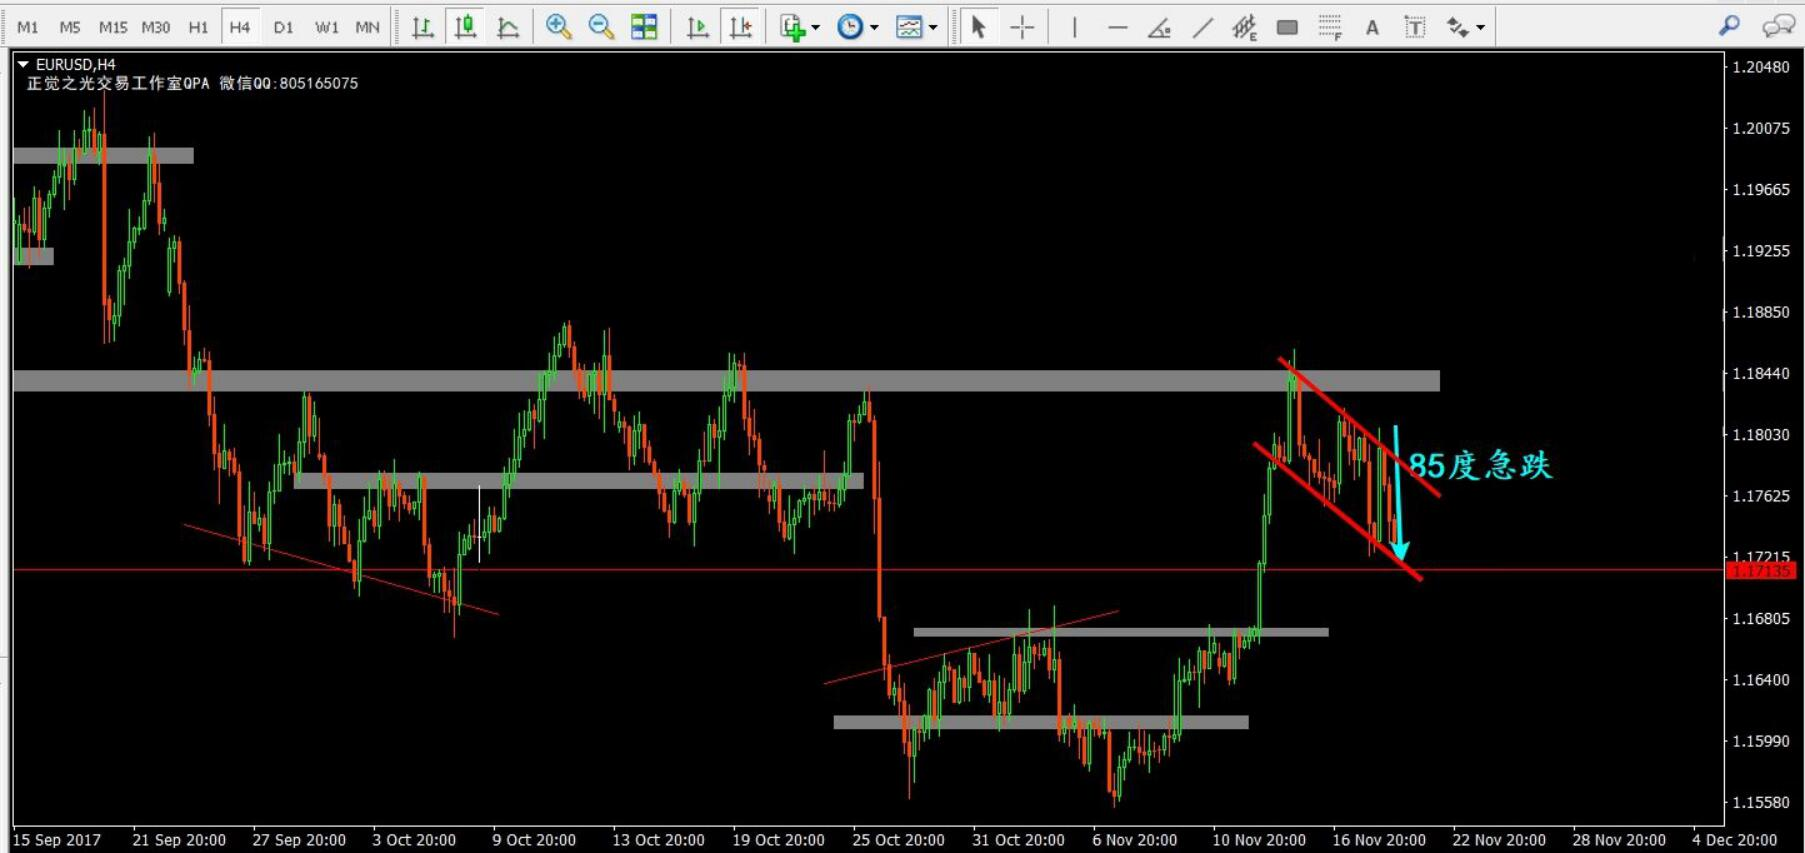 M1 M5 M15 M30 H1 H4 D1 W1 MN E F A T
EURUSD,H4
正觉之光交易工作室QPA 微信QQ:805165075
1.20480
1.20075
1.19665
1.19255
1.18850
1.18440
1.18030
85度急跌
1.17625
1.17215
1.17135
1.16805
1.16400
1.15990
1.15580
15 Sep 2017 21 Sep 20:00 27 Sep 20:00 3 Oct 20:00 9 Oct 20:00 13 Oct 20:00 19 Oct 20:00 25 Oct 20:00 31 Oct 20:00 6 Nov 20:00 10 Nov 20:00 16 Nov 20:00 22 Nov 20:00 28 Nov 20:00 4 Dec 20:00